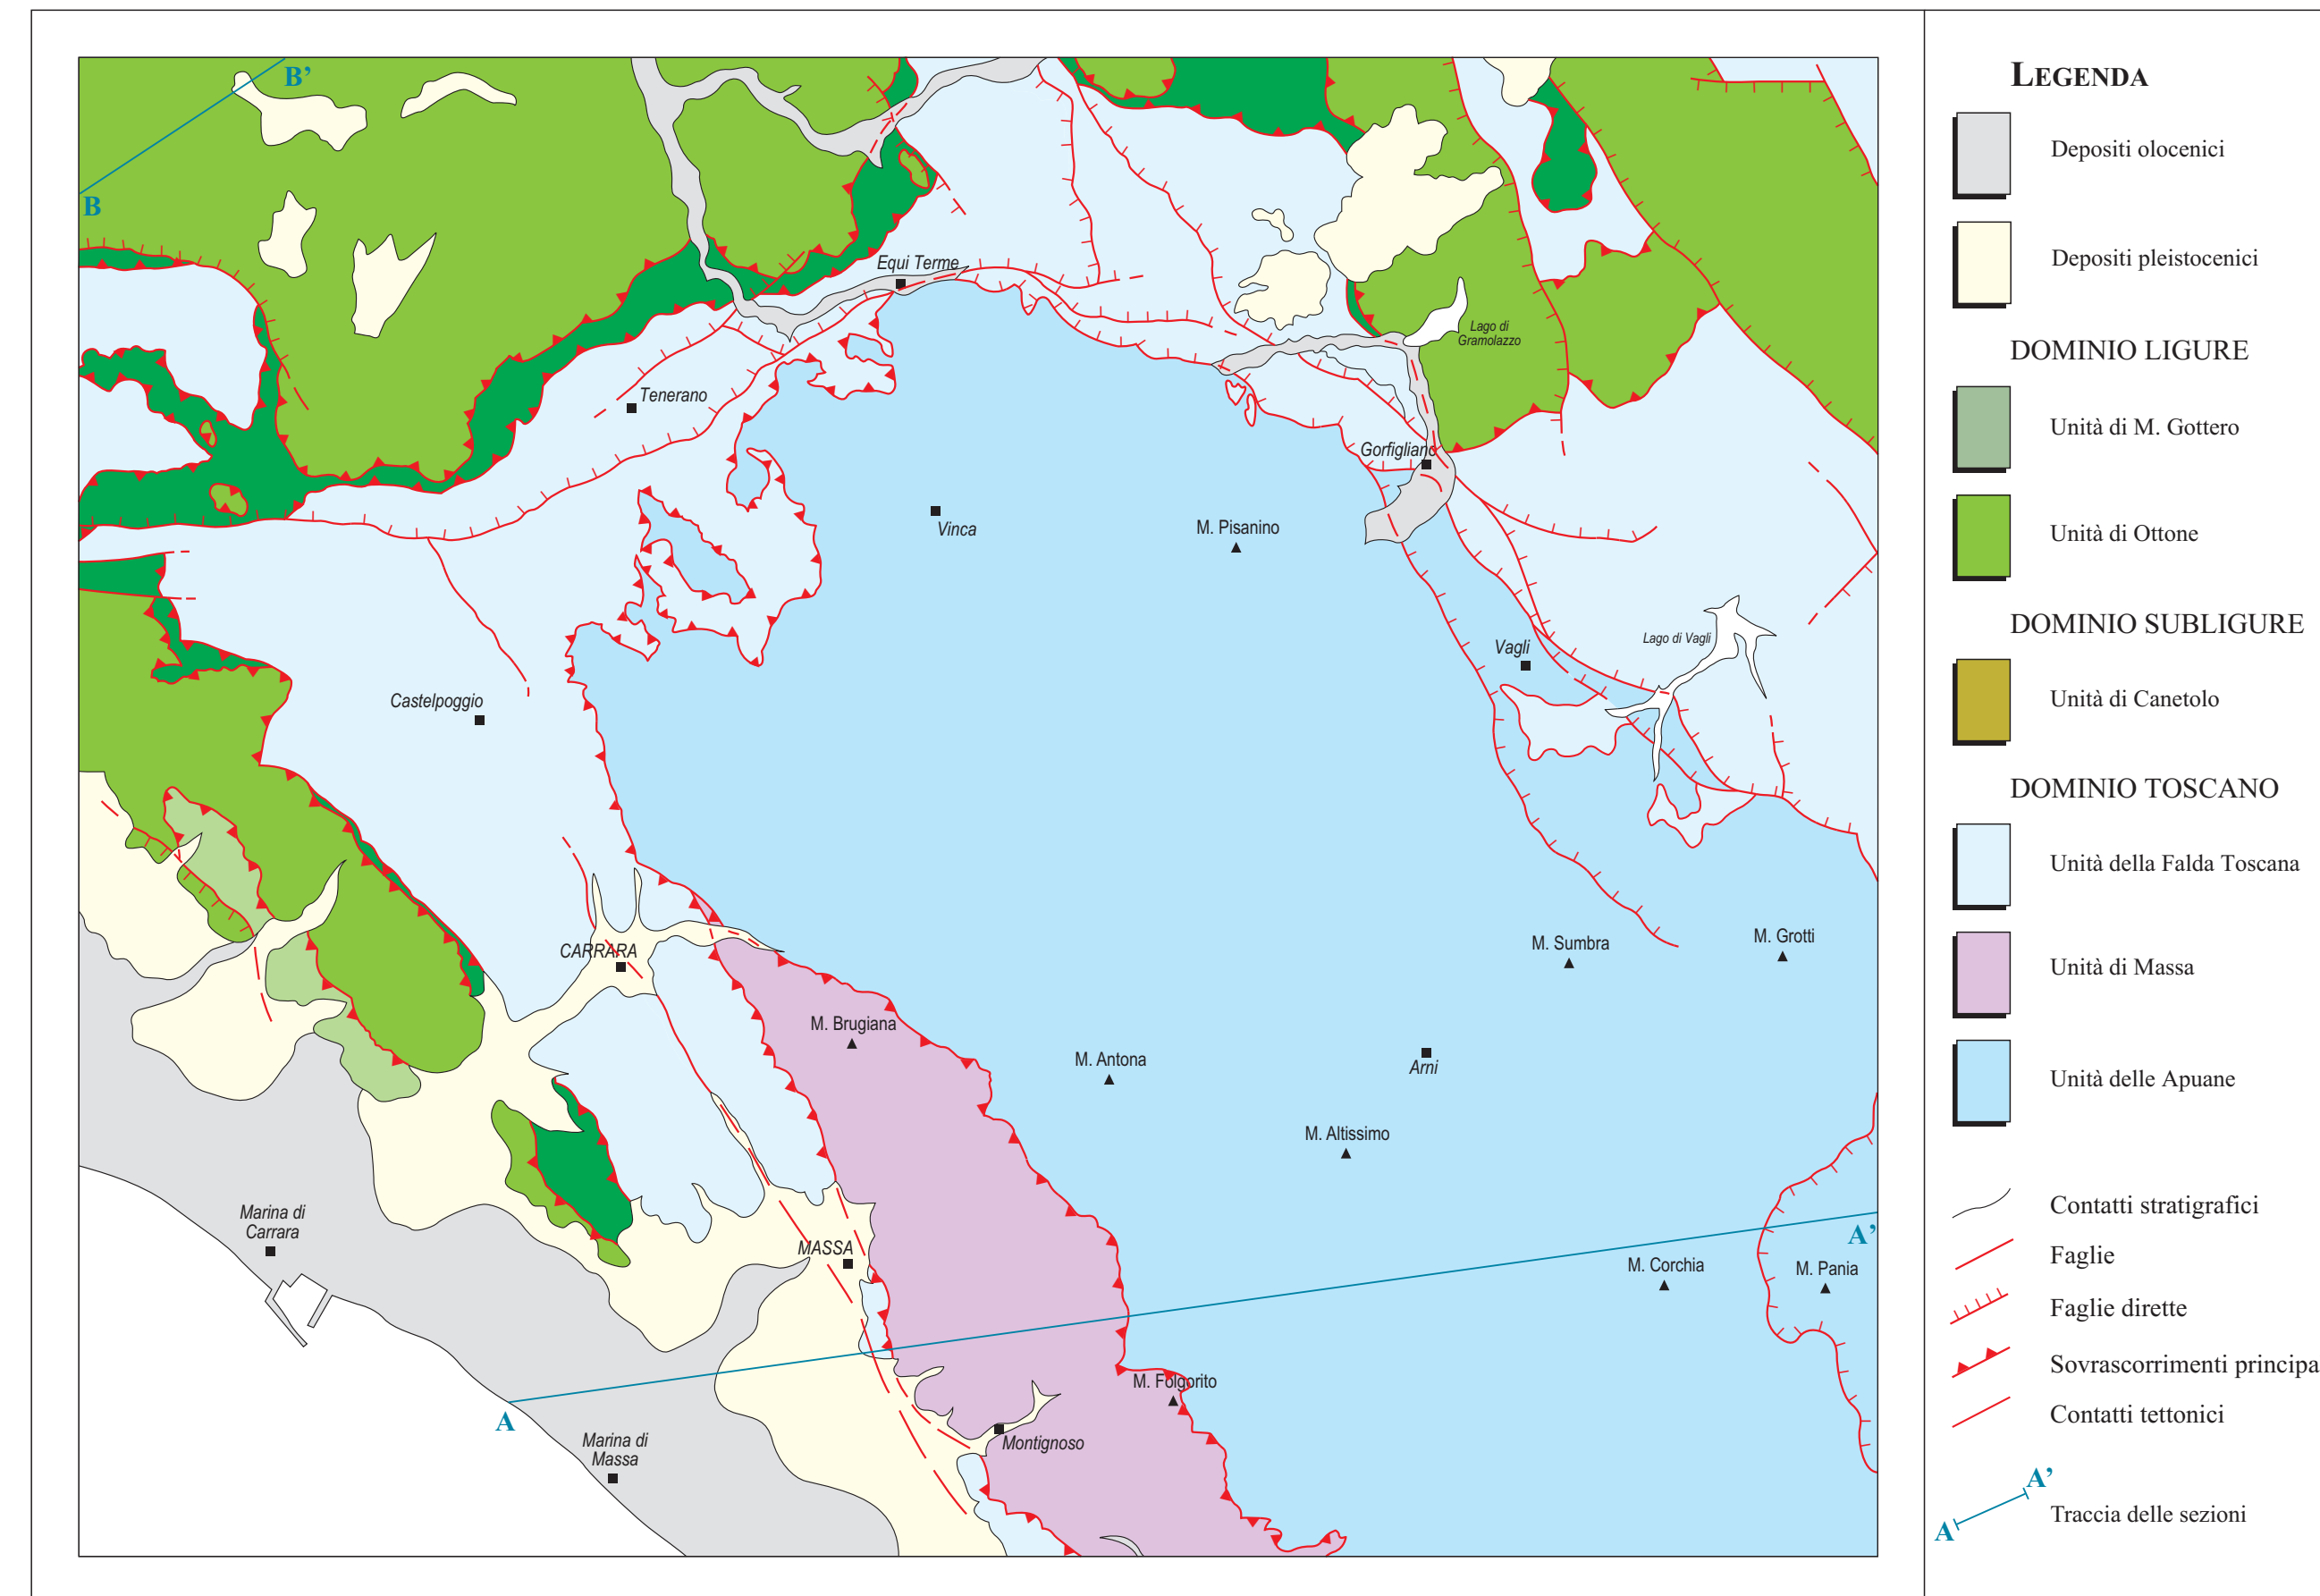 B’
B
Equi Terme
Lago di
Gramolazzo
Tenerano
Gorfigliano
Vinca
M. Pisanino
Lago di Vagli
Vagli
Castelpoggio
M. Sumbra
M. Grotti
CARRARA
M. Brugiana
M. Antona
Arni
M. Altissimo
Marina di
Carrara
MASSA
M. Corchia
M. Pania
A’
M. Folgorito
A
Marina di
Massa
Montignoso
LEGENDA
Depositi olocenici
Depositi pleistocenici
DOMINIO LIGURE
Unità di M. Gottero
Unità di Ottone
DOMINIO SUBLIGURE
Unità di Canetolo
DOMINIO TOSCANO
Unità della Falda Toscana
Unità di Massa
Unità delle Apuane
Contatti stratigrafici
Faglie
Faglie dirette
Sovrascorrimenti principa
Contatti tettonici
A’
A
Traccia delle sezioni